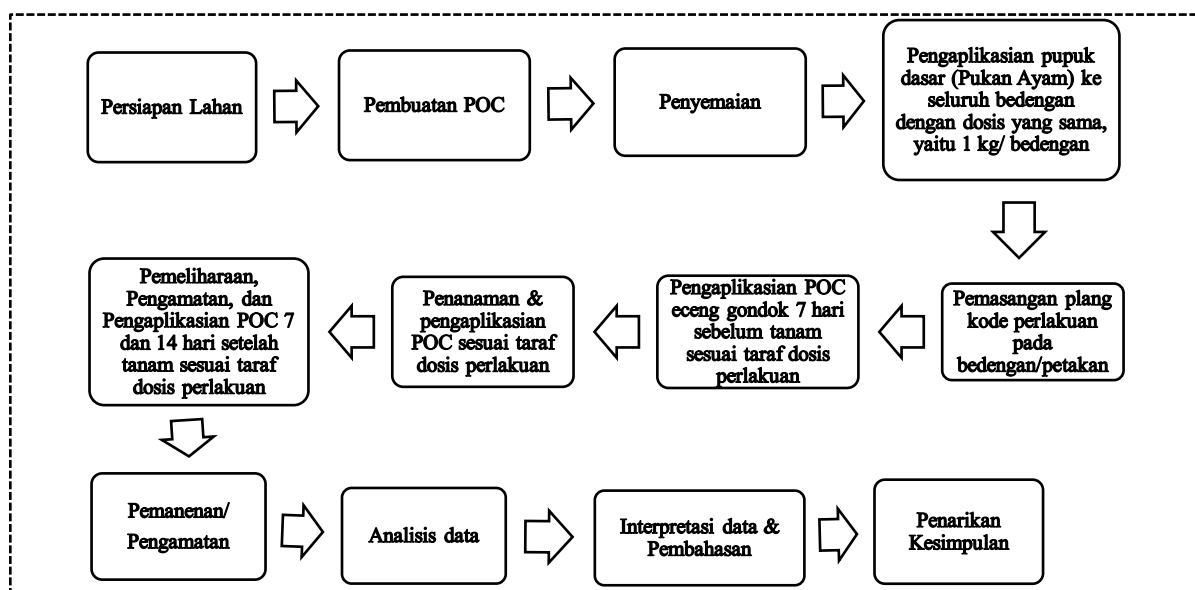 Persiapan Lahan
Pembuatan POC
Penyemaian
Pengaplikasian pupuk
dasar (Pukan Ayam) ke
seluruh bedengan
dengan dosis yang sama,
yaitu 1 kg/ bedengan
Pemasangan plang
kode perlakuan
pada
bedengan/petakan
Pengaplikasian POC
eceng gondok 7 hari
sebelum tanam
sesuai taraf dosis
perlakuan
Penanaman &
pengaplikasian
POC sesuai taraf
dosis perlakuan
Pemeliharaan,
Pengamatan, dan
Pengaplikasian POC 7
dan 14 hari setelah
tanam sesuai taraf
dosis perlakuan
Pemanenan/
Pengamatan
Analisis data
Interpretasi data &
Pembahasan
Penarikan
Kesimpulan